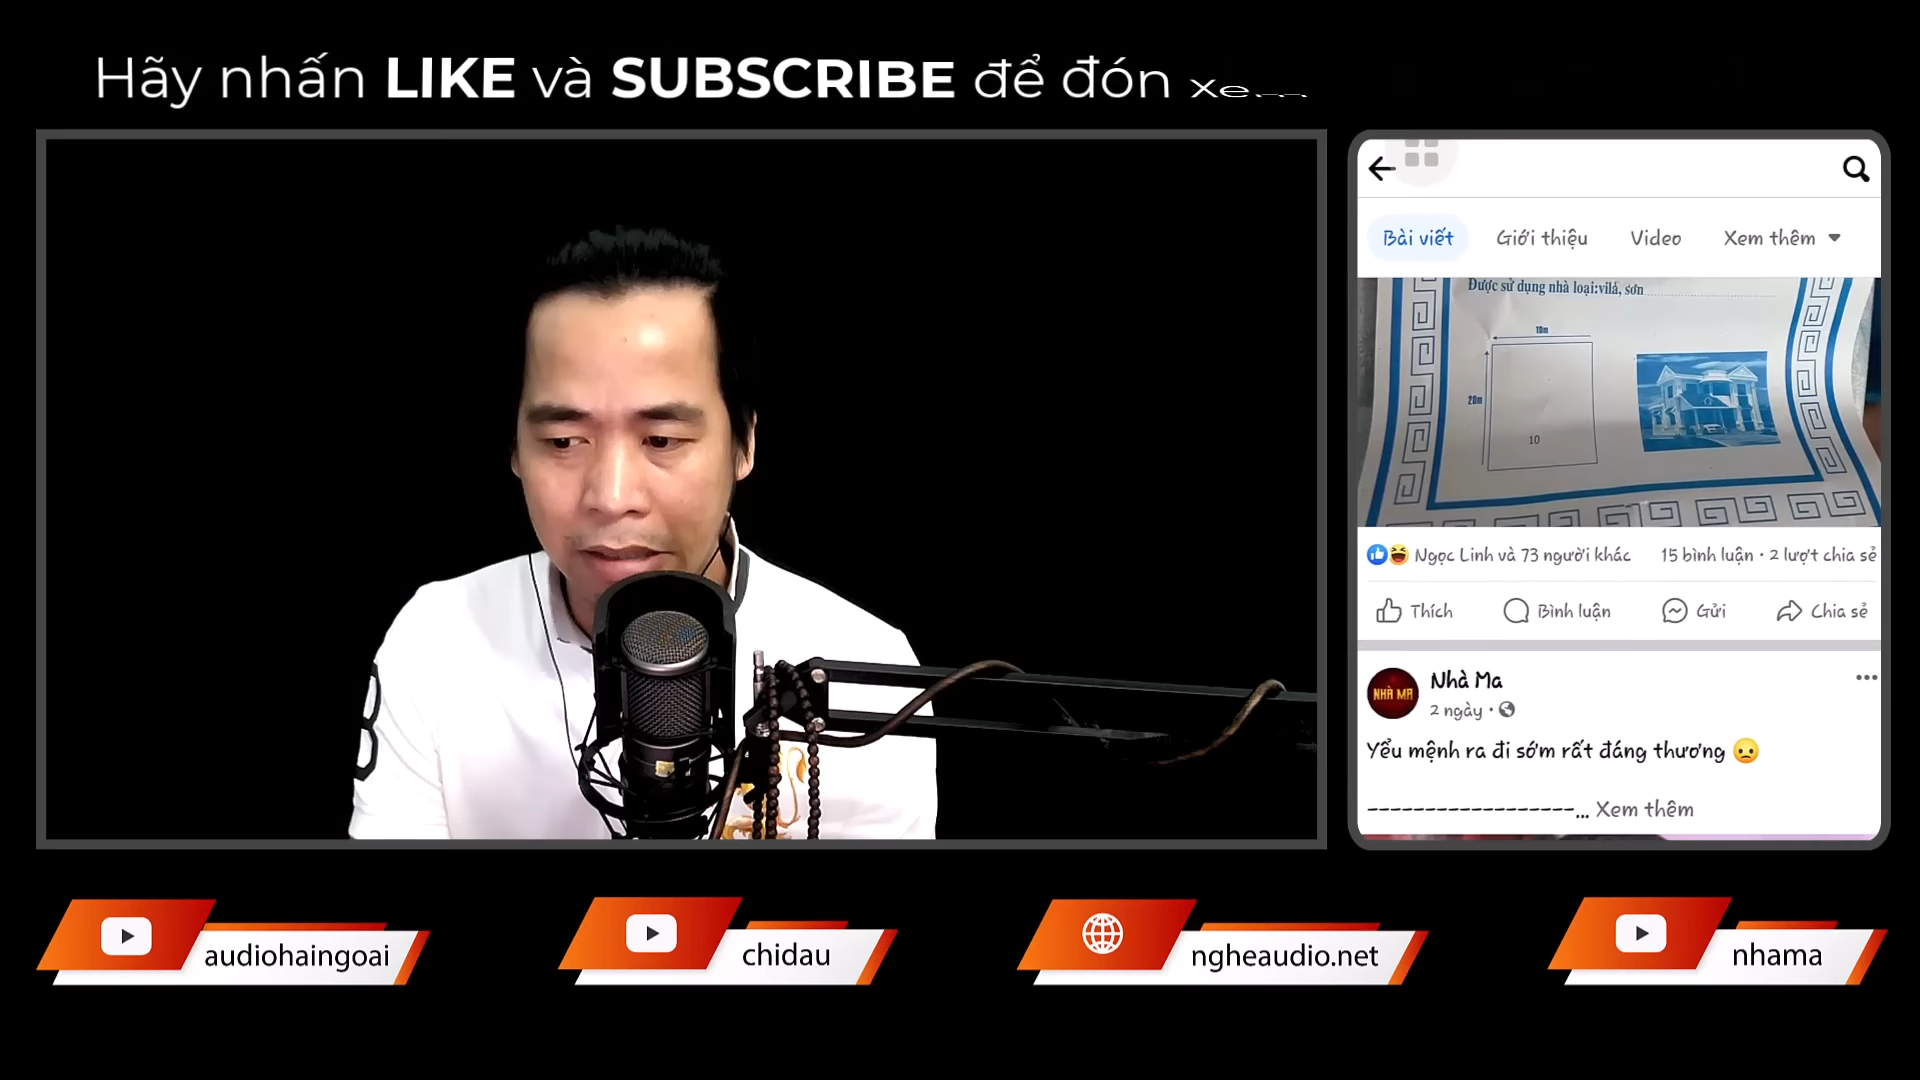 Hãy nhấn LIKE và SUBSCRIBE để đón
Bài viết Giới thiệu Video Xem thêm
Được sử dụng nhà loại:vilá, sơn
10m
20m
10
Ngọc Linh và 73 người khác 15 bình luận · 2 lượt chia sẻ
Thích Bình luận Gửi Chia sẻ
NHÀ MA
Nhà Ma
2 ngày ·
Yểu mệnh ra đi sớm rất đáng thương 😟
------------------... Xem thêm
audiohaingoai
chidau
ngheaudio.net
nhama